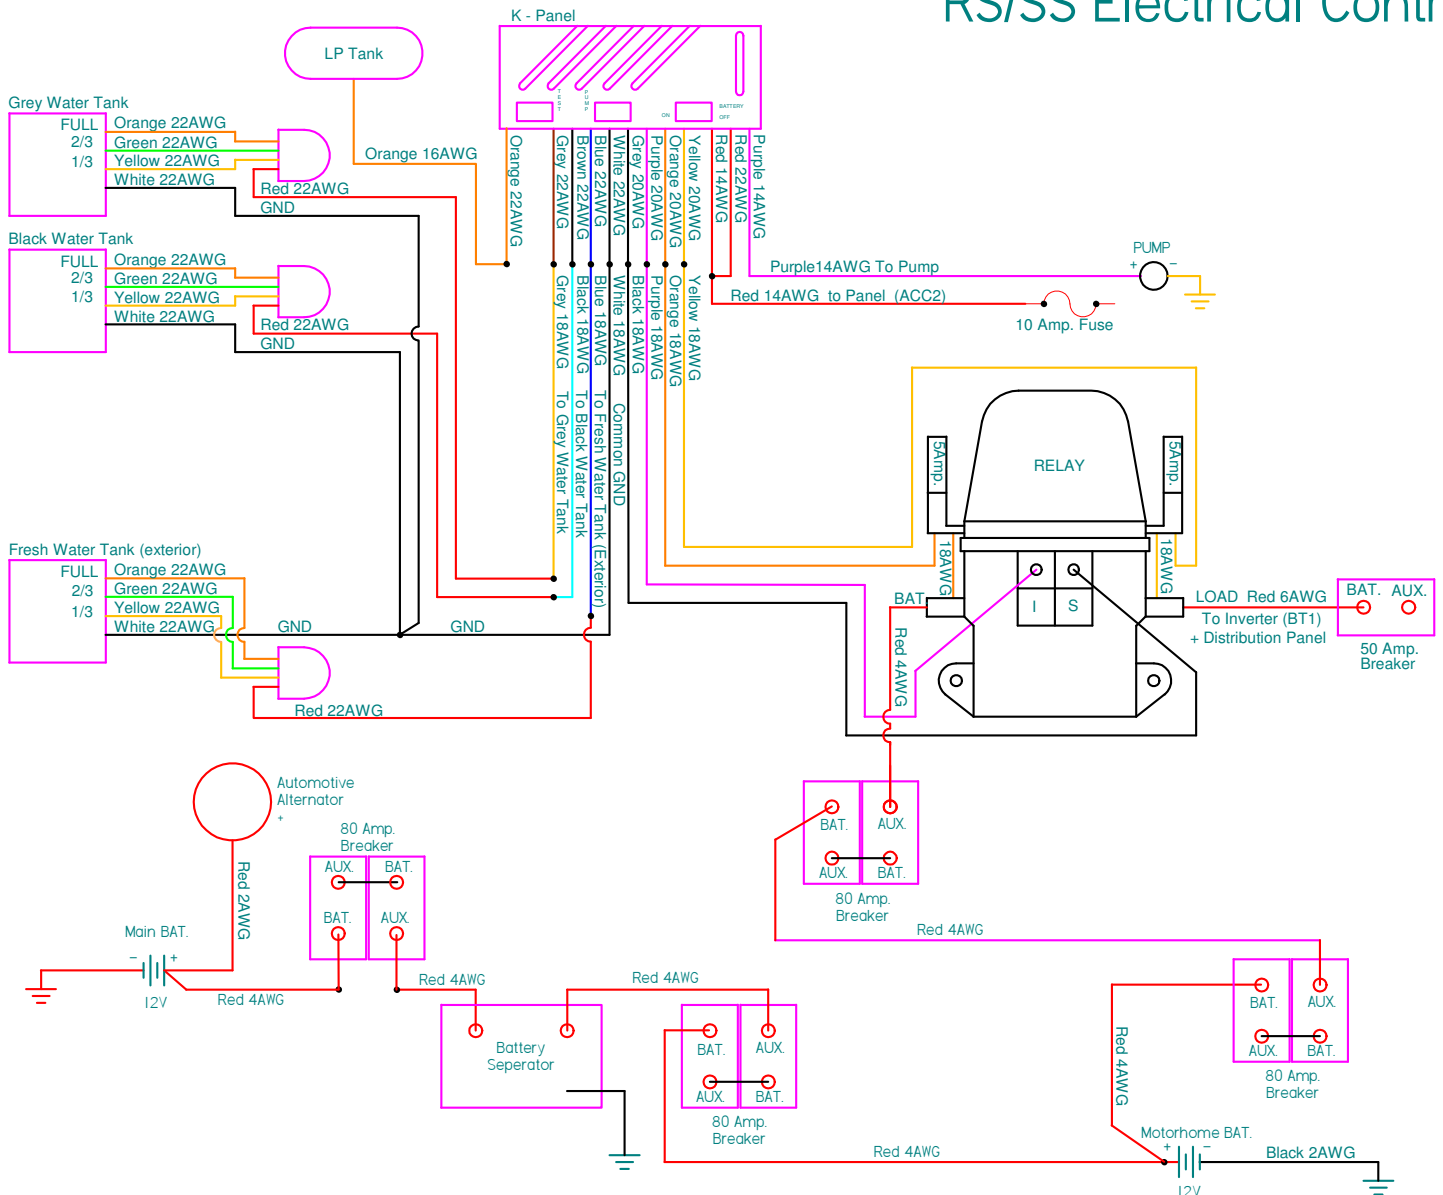 RS/SS Electrical Contr
K - Panel
LP Tank
TEST
PUMP
ON
BATTERY
OFF
Grey Water Tank
FULL
2/3
1/3
Orange 22AWG
Green 22AWG
Yellow 22AWG
White 22AWG
Red 22AWG
GND
Orange 16AWG
Orange 22AWG
Grey 22AWG
Brown 22AWG
Blue 22AWG
White 22AWG
Grey 20AWG
Purple 20AWG
Orange 20AWG
Yellow 20AWG
Red 14AWG
Red 22AWG
Purple 14AWG
Black Water Tank
FULL
2/3
1/3
Orange 22AWG
Green 22AWG
Yellow 22AWG
White 22AWG
Red 22AWG
GND
Grey 18AWG
To Grey Water Tank
Black 18AWG
To Black Water Tank
Blue 18AWG
To Fresh Water Tank (Exterior)
White 18AWG
Common GND
Black 18AWG
Purple 18AWG
Orange 18AWG
Yellow 18AWG
PUMP
+ −
Purple14AWG To Pump
Red 14AWG to Panel (ACC2)
10 Amp. Fuse
RELAY
5Amp.
5Amp.
18AWG
18AWG
I
S
BAT
Red 4AWG
LOAD Red 6AWG
To Inverter (BT1)
+ Distribution Panel
BAT. AUX.
50 Amp.
Breaker
Fresh Water Tank (exterior)
FULL
2/3
1/3
Orange 22AWG
Green 22AWG
Yellow 22AWG
White 22AWG
GND
GND
Red 22AWG
Automotive
Alternator
+
Red 2AWG
80 Amp.
Breaker
AUX. BAT.
BAT. AUX.
Main BAT.
− +
12V
Red 4AWG
Red 4AWG
Battery
Seperator
Red 4AWG
BAT. AUX.
AUX. BAT.
80 Amp.
Breaker
BAT. AUX.
AUX. BAT.
80 Amp.
Breaker
Red 4AWG
BAT. AUX.
AUX. BAT.
80 Amp.
Breaker
Red 4AWG
Red 4AWG
Motorhome BAT.
+ −
12V
Black 2AWG